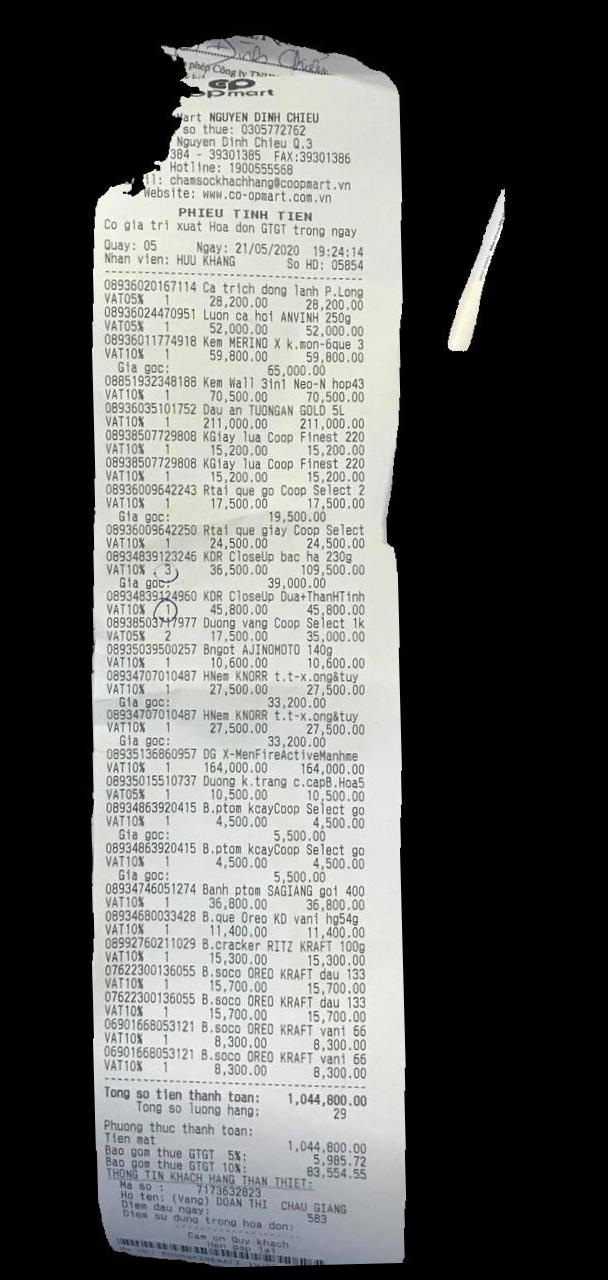 Dinh Chiểu
phép Công ty TNHH
op mart
Mart NGUYEN DINH CHIEU
so thue: 0305772762
Nguyen Dinh Chieu Q.3
384 - 39301385 FAX:39301386
Hotline: 1900555568
il: chamsockhachhang@coopmart.vn
Website: www.co-opmart.com.vn
PHIEU TINH TIEN
Co gia tri xuat Hoa don GTGT trong ngay
Quay: 05 Ngay: 21/05/2020 19:24:14
Nhan vien: HUU KHANG So HD: 05854
08936020167114 Ca trich dong lanh P.Long
VAT05% 1 28,200.00 28,200.00
08936024470951 Luon ca hoi ANVINH 250g
VAT05% 1 52,000.00 52,000.00
08936011774918 Kem MERINO X k.mon-6que 3
VAT10% 1 59,800.00 59,800.00
Gia goc: 65,000.00
08851932348188 Kem Wall 3in1 Neo-N hop43
VAT10% 1 70,500.00 70,500.00
08936035101752 Dau an TUONGAN GOLD 5L
VAT10% 1 211,000.00 211,000.00
08938507729808 KGiay lua Coop Finest 220
VAT10% 1 15,200.00 15,200.00
08938507729808 KGiay lua Coop Finest 220
VAT10% 1 15,200.00 15,200.00
08936009642243 Rtai que go Coop Select 2
VAT10% 1 17,500.00 17,500.00
Gia goc: 19,500.00
08936009642250 Rtai que giay Coop Select
VAT10% 1 24,500.00 24,500.00
08934839123246 KDR CloseUp bac ha 230g
VAT10% 3 36,500.00 109,500.00
Gia goc: 39,000.00
08934839124960 KDR CloseUp Dua+ThanHTinh
VAT10% 1 45,800.00 45,800.00
08938503717977 Duong vang Coop Select 1k
VAT05% 2 17,500.00 35,000.00
08935039500257 Bngot AJINOMOTO 140g
VAT10% 1 10,600.00 10,600.00
08934707010487 HNem KNORR t.t-x.ong&tuy
VAT10% 1 27,500.00 27,500.00
Gia goc: 33,200.00
08934707010487 HNem KNORR t.t-x.ong&tuy
VAT10% 1 27,500.00 27,500.00
Gia goc: 33,200.00
08935136860957 DG X-MenFireActiveManhme
VAT10% 1 164,000.00 164,000.00
08935015510737 Duong k.trang c.capB.Hoa5
VAT05% 1 10,500.00 10,500.00
08934863920415 B.ptom kcayCoop Select go
VAT10% 1 4,500.00 4,500.00
Gia goc: 5,500.00
08934863920415 B.ptom kcayCoop Select go
VAT10% 1 4,500.00 4,500.00
Gia goc: 5,500.00
08934746051274 Banh ptom SAGIANG goi 400
VAT10% 1 36,800.00 36,800.00
08934680033428 B.que Oreo KD vani hg54g
VAT10% 1 11,400.00 11,400.00
08992760211029 B.cracker RITZ KRAFT 100g
VAT10% 1 15,300.00 15,300.00
07622300136055 B.soco OREO KRAFT dau 133
VAT10% 1 15,700.00 15,700.00
07622300136055 B.soco OREO KRAFT dau 133
VAT10% 1 15,700.00 15,700.00
06901668053121 B.soco OREO KRAFT vani 66
VAT10% 1 8,300.00 8,300.00
06901668053121 B.soco OREO KRAFT vani 66
VAT10% 1 8,300.00 8,300.00
Tong so tien thanh toan: 1,044,800.00
Tong so luong hang: 29
Phuong thuc thanh toan:
Tien mat 1,044,800.00
Bao gom thue GTGT 5%: 5,985.72
Bao gom thue GTGT 10%: 83,554.55
THONG TIN KHACH HANG THAN THIET:
Ma so : 7173632823
Ho ten: (Vang) DOAN THI CHAU GIANG
Diem dau ngay: 583
Diem su dung trong hoa don:
Cam on Quy khach
Hen gap lai